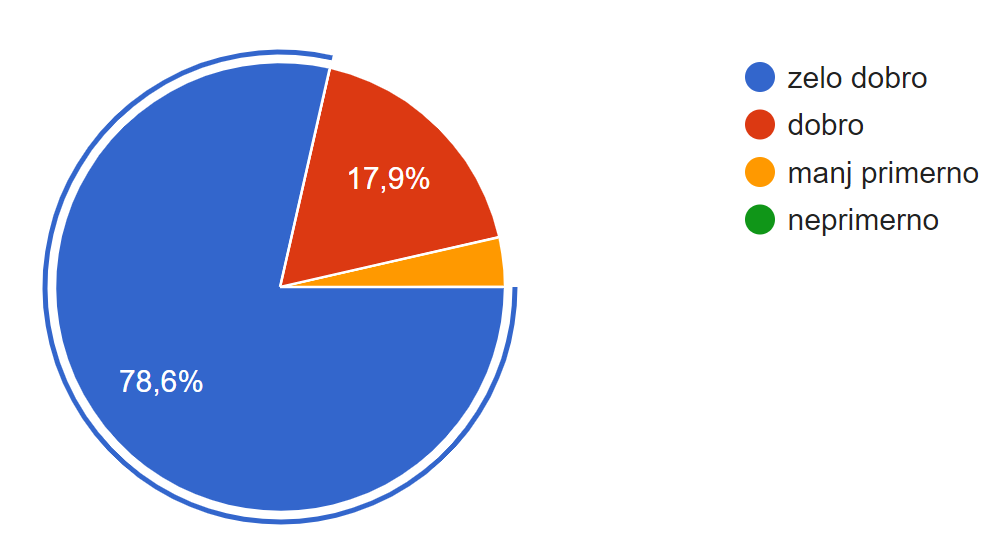 17,9%
78,6%
zelo dobro
dobro
manj primerno
neprimerno